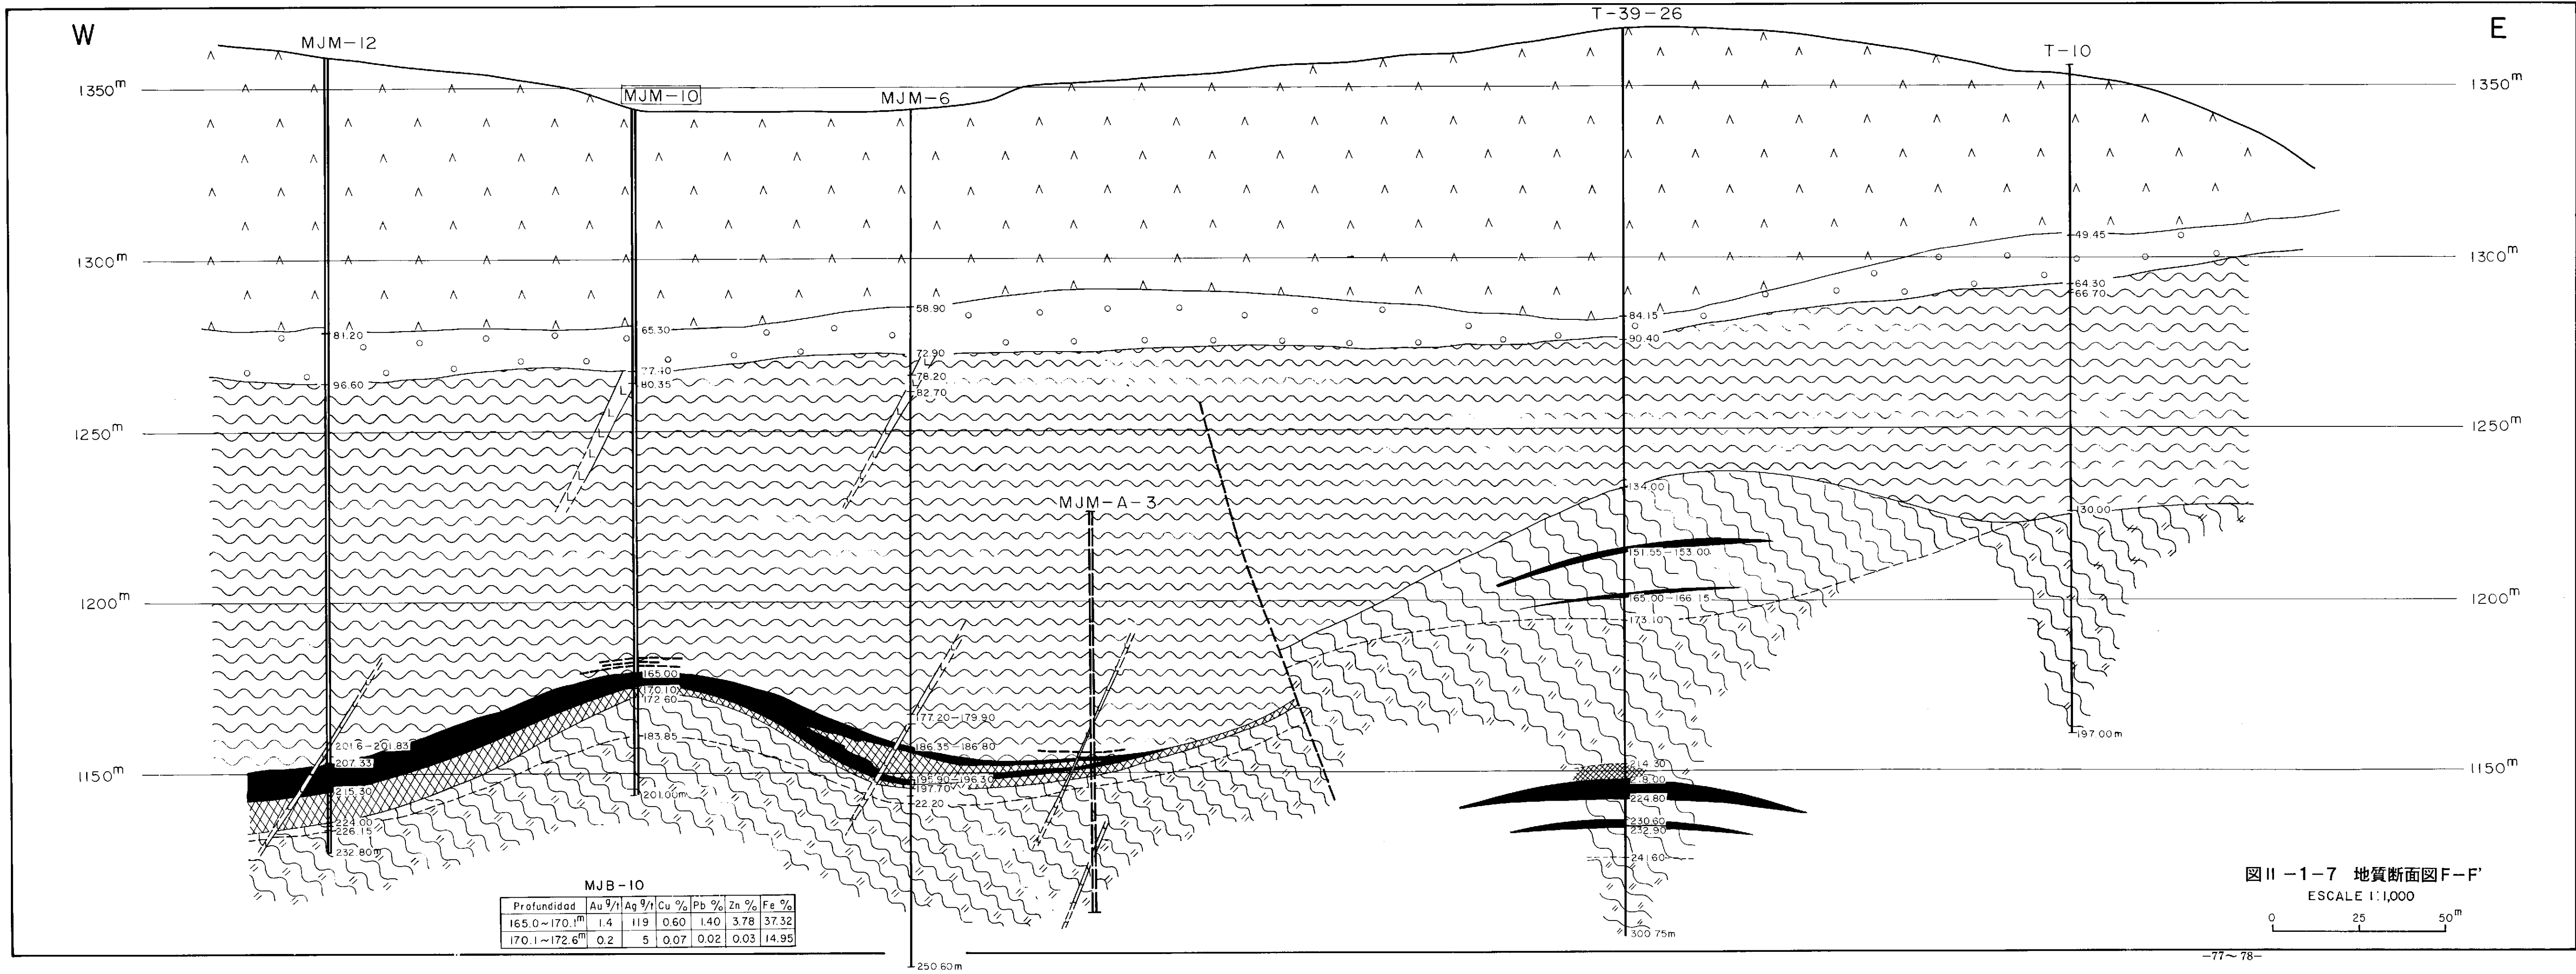 W
E
MJM-12
MJM-10
MJM-6
T-39-26
T-10
1350m
1350m
1300m
1300m
1250m
1250m
1200m
1200m
1150m
1150m
81.20
96.60
201.6-201.83
207.33
215.30
224.00
226.15
232.80m
65.30
77.40
80.35
165.00
170.10
172.60
183.85
201.00m
58.90
72.90
78.20
82.70
177.20-179.90
186.35-186.80
195.90-196.30
197.70
22.20
250.60m
MJM-A-3
84.15
90.40
134.00
151.55-153.00
165.00-166.15
173.10
214.30
218.00
224.80
230.60
232.90
241.60
300.75m
49.45
64.30
66.70
130.00
197.00m
L L L L L
L L L
MJB-10
Profundidad Au g/t Ag g/t Cu % Pb % Zn % Fe %
165.0~170.1m 1.4 119 0.60 1.40 3.78 37.32
170.1~172.6m 0.2 5 0.07 0.02 0.03 14.95
図II-1-7 地質断面図F-F'
ESCALE 1:1,000
0 25 50m
-77~78-